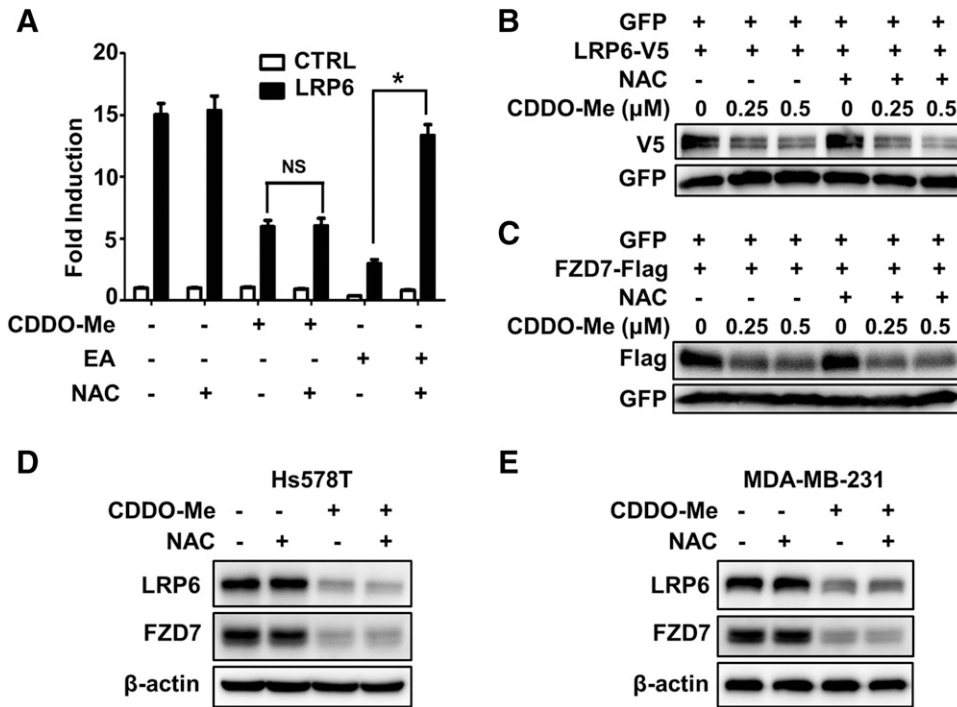 A
20
15
10
5
0
Fold Induction
CTRL
LRP6
*
NS
CDDO-Me - - + + - -
EA - - - - + +
NAC - + - + - +
B
GFP + + + + + +
LRP6-V5 + + + + + +
NAC - - - + + +
CDDO-Me (µM) 0 0.25 0.5 0 0.25 0.5
V5
GFP
C
GFP + + + + + +
FZD7-Flag + + + + + +
NAC - - - + + +
CDDO-Me (µM) 0 0.25 0.5 0 0.25 0.5
Flag
GFP
D
Hs578T
CDDO-Me - - + +
NAC - + - +
LRP6
FZD7
β-actin
E
MDA-MB-231
CDDO-Me - - + +
NAC - + - +
LRP6
FZD7
β-actin